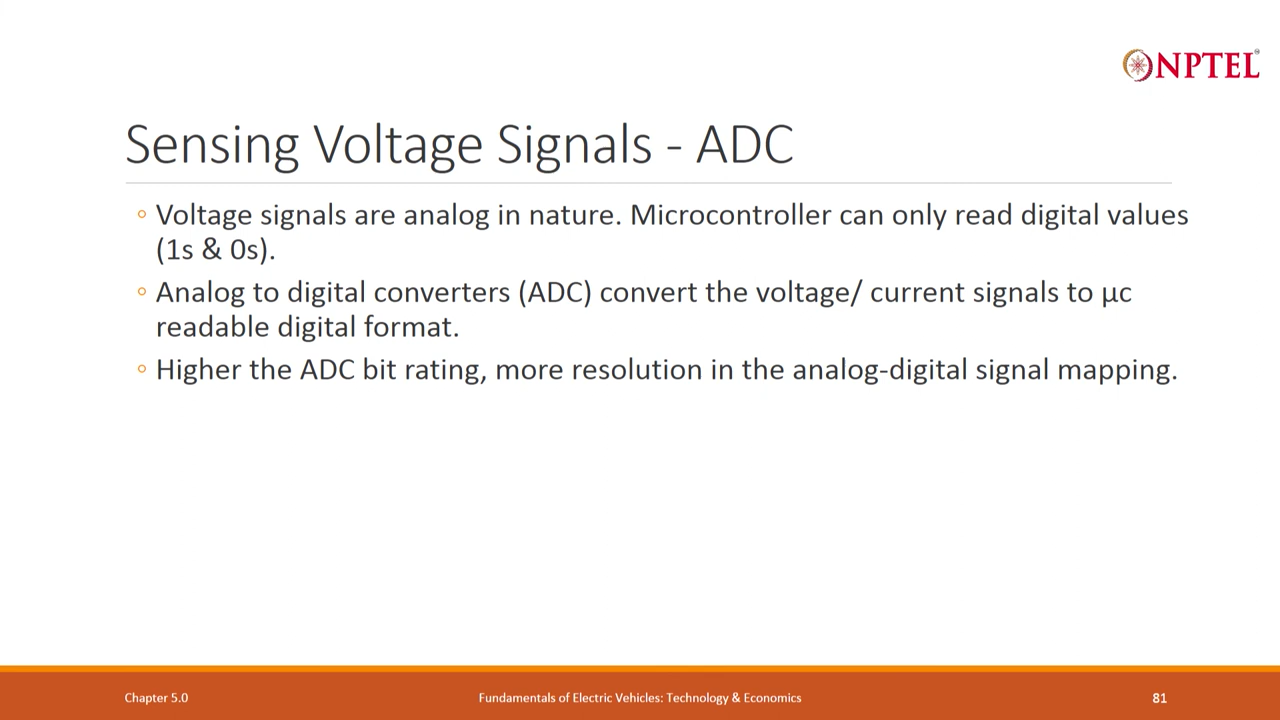 NPTEL
Sensing Voltage Signals - ADC
◦ Voltage signals are analog in nature. Microcontroller can only read digital values
(1s & 0s).
◦ Analog to digital converters (ADC) convert the voltage/ current signals to µc
readable digital format.
◦ Higher the ADC bit rating, more resolution in the analog-digital signal mapping.
Chapter 5.0
Fundamentals of Electric Vehicles: Technology & Economics
81